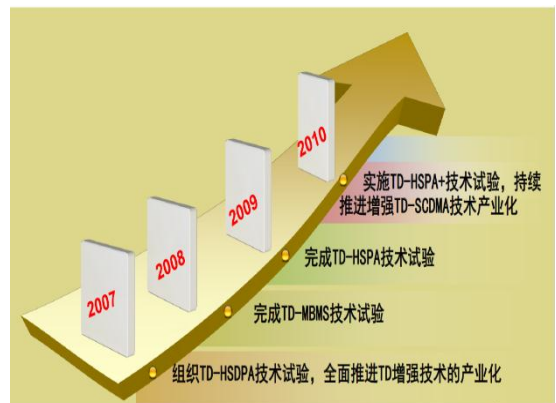 2010
实施TD-HSPA+技术试验，持续
推进增强TD-SCDMA技术产业化
2009
完成TD-HSPA技术试验
2008
完成TD-MBMS技术试验
2007
组织TD-HSDPA技术试验，全面推进TD增强技术的产业化